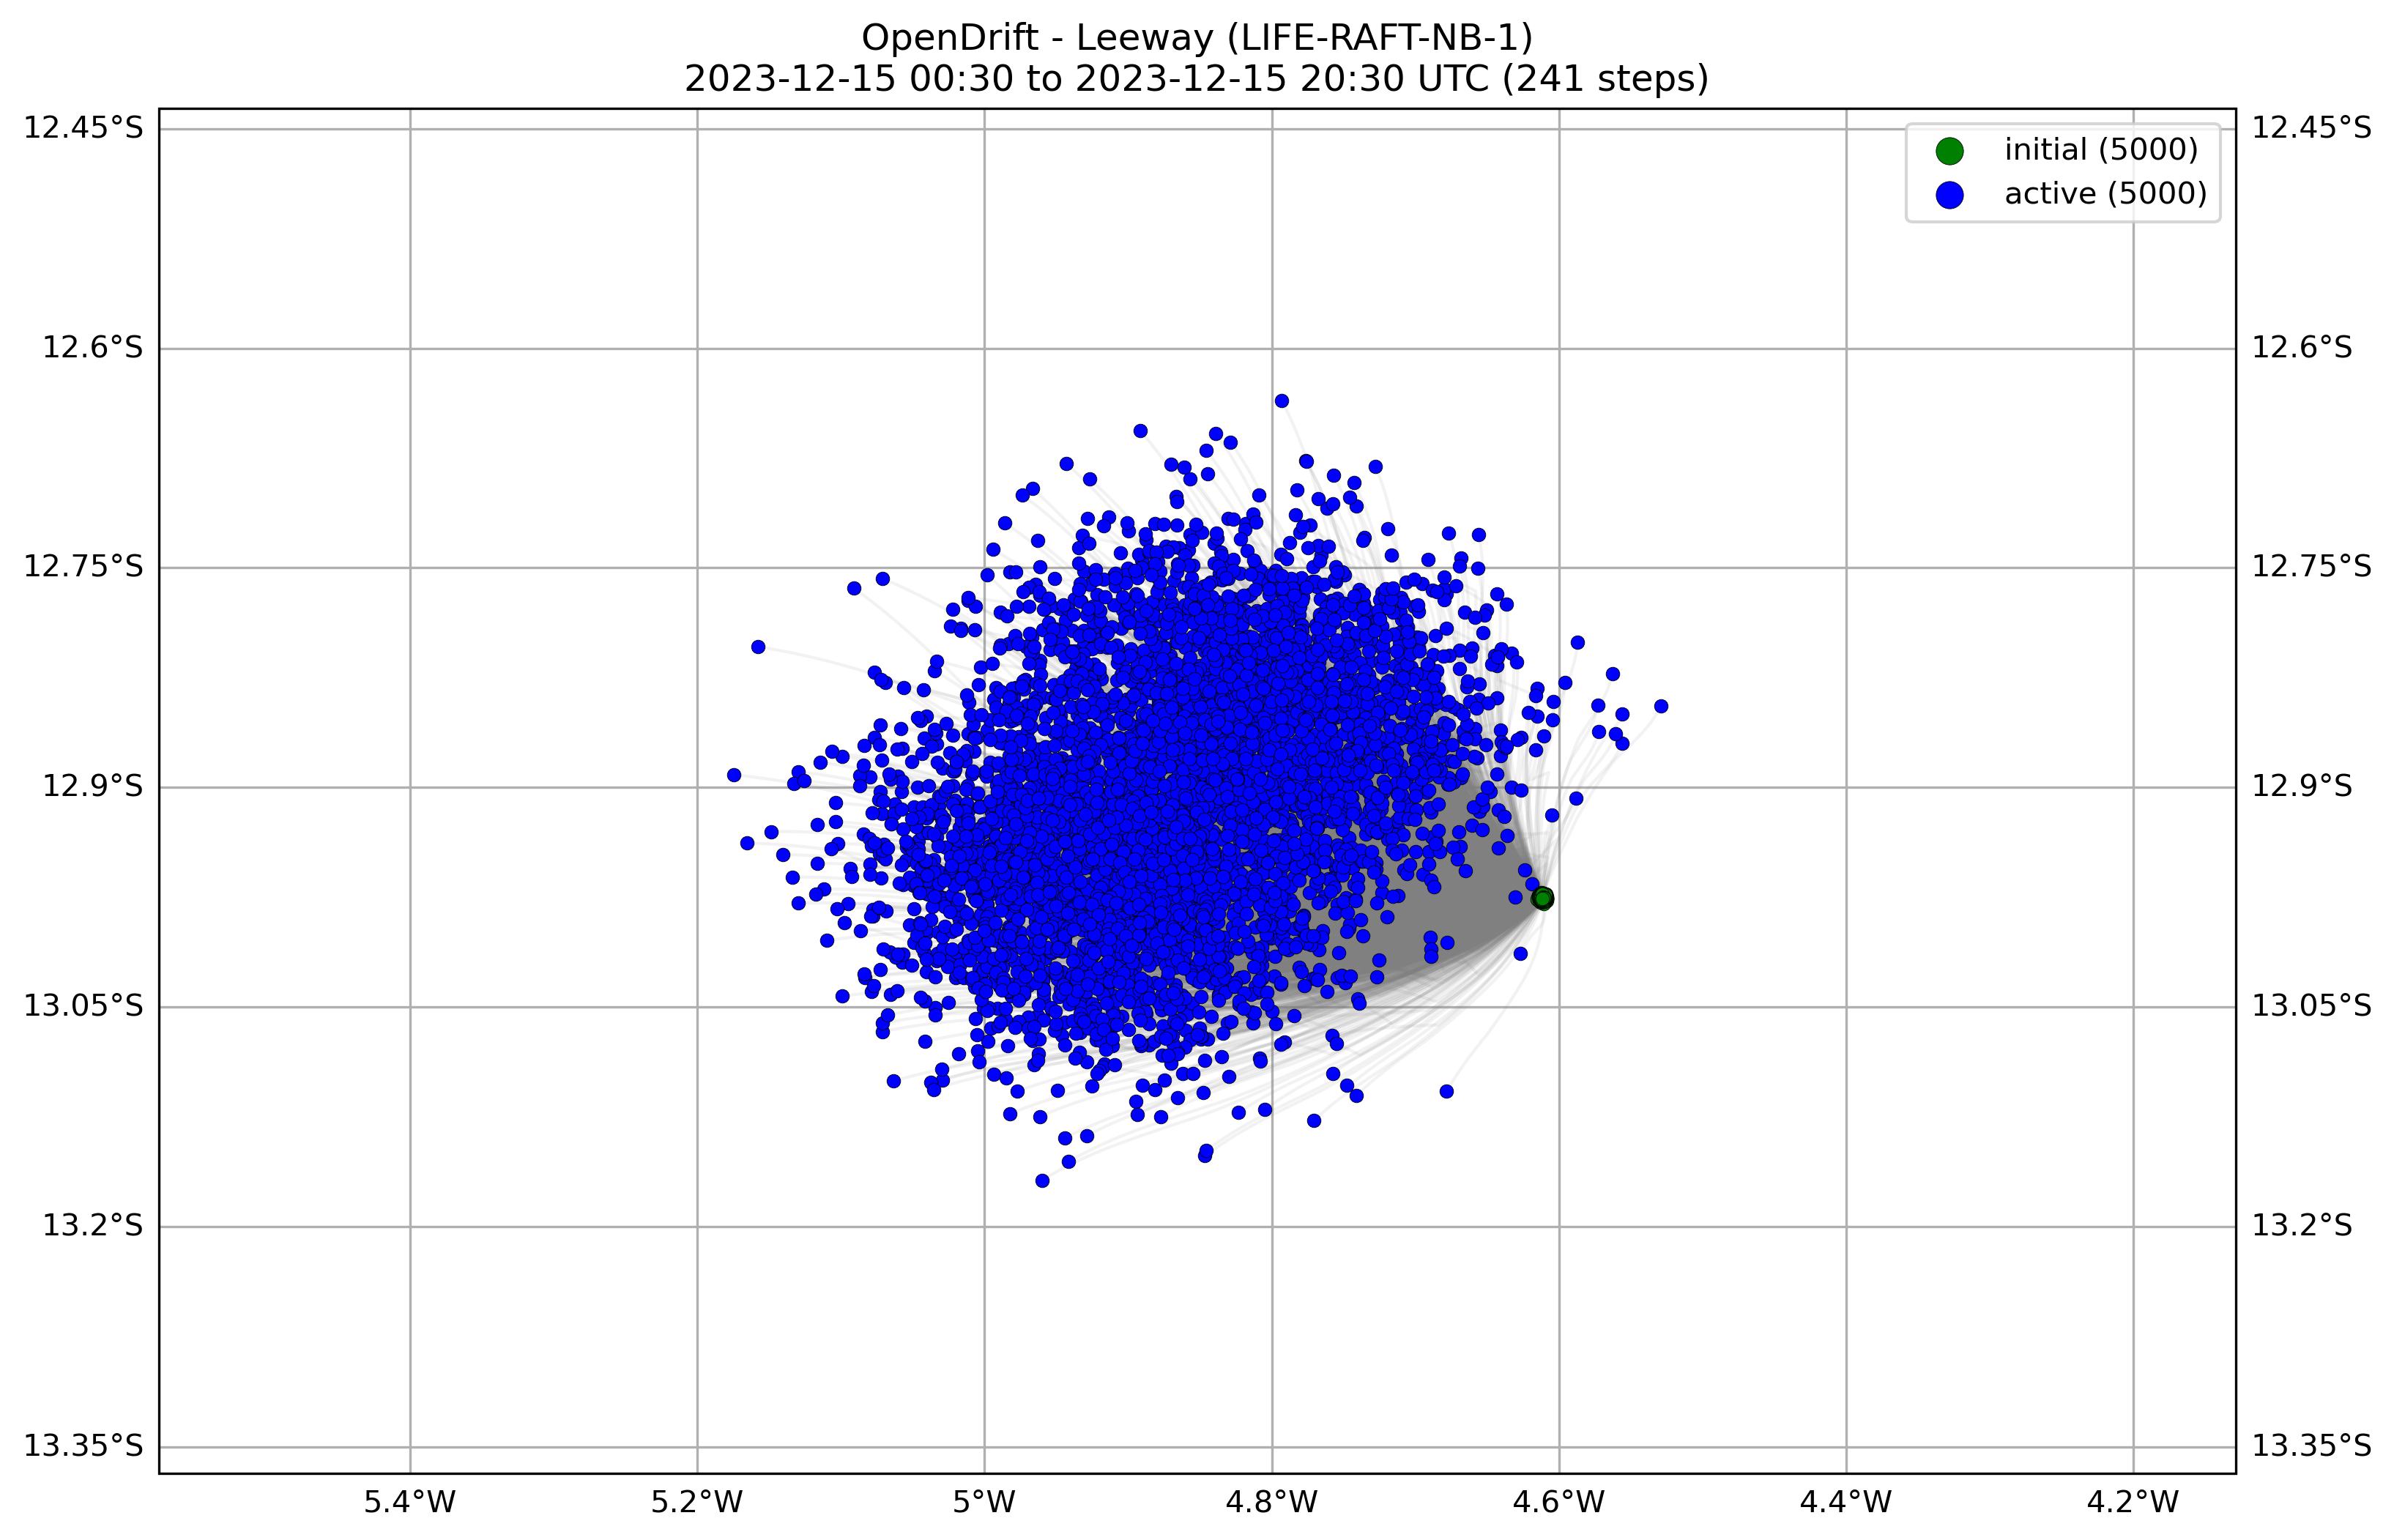 OpenDrift - Leeway (LIFE-RAFT-NB-1)
2023-12-15 00:30 to 2023-12-15 20:30 UTC (241 steps)
initial (5000)
active (5000)
12.45°S
12.45°S
12.6°S
12.6°S
12.75°S
12.75°S
12.9°S
12.9°S
13.05°S
13.05°S
13.2°S
13.2°S
13.35°S
13.35°S
5.4°W
5.2°W
5°W
4.8°W
4.6°W
4.4°W
4.2°W